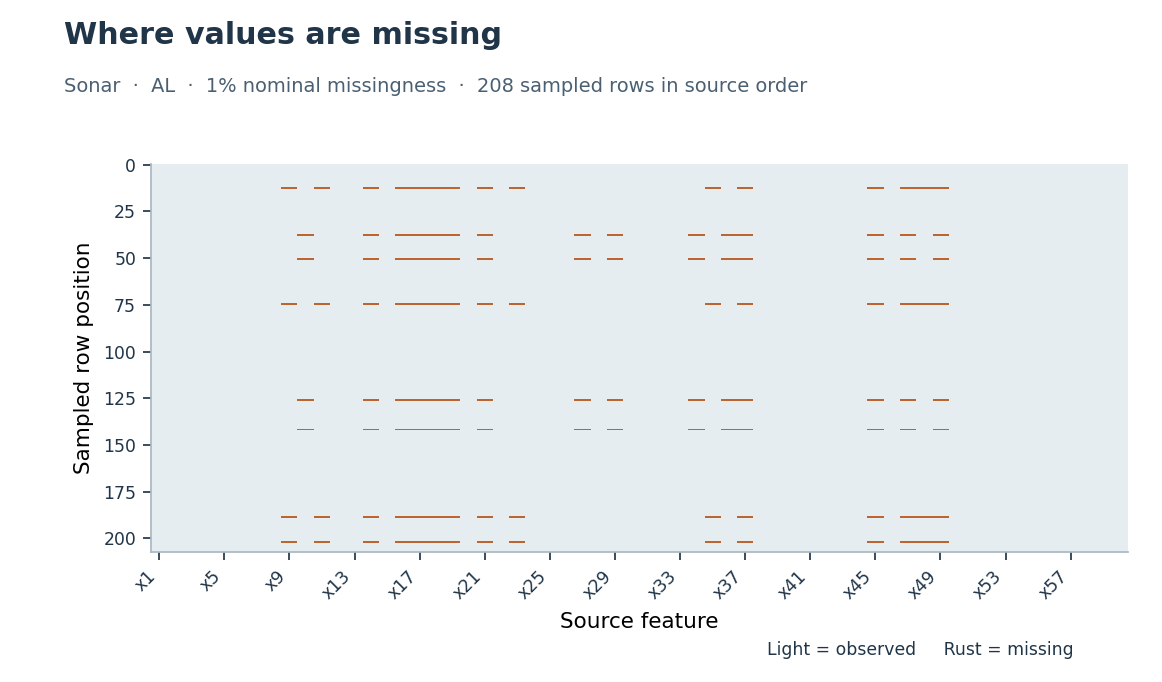 Where values are missing
Sonar · AL · 1% nominal missingness · 208 sampled rows in source order
Sampled row position
0
25
50
75
100
125
150
175
200
x1 x5 x9 x13 x17 x21 x25 x29 x33 x37 x41 x45 x49 x53 x57
Source feature
Light = observed Rust = missing